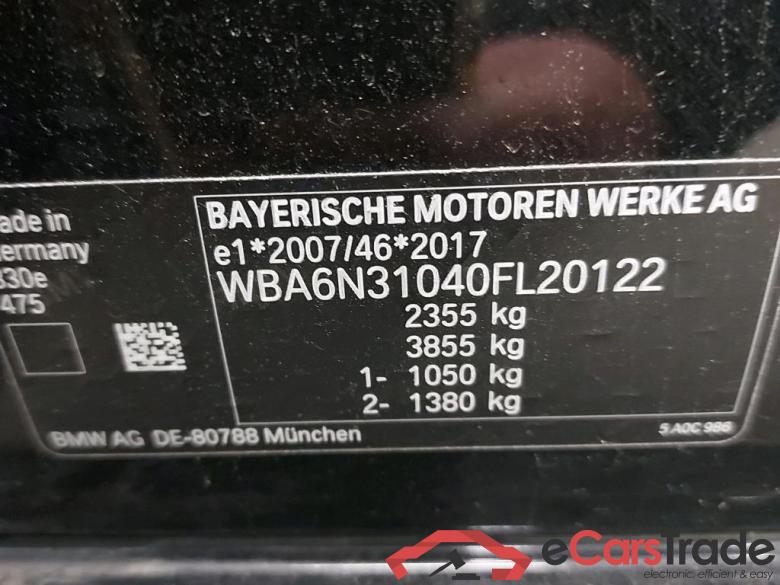 BAYERISCHE MOTOREN WERKE AG
ade in
ermany
330e
475
e1*2007/46*2017
WBA6N31040FL20122
2355 kg
3855 kg
1- 1050 kg
2- 1380 kg
BMW AG DE-80788 München
5 A0C 986
eCarsTrade
electronic, efficient & easy